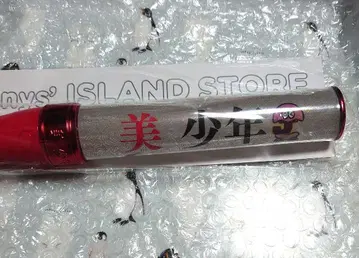 nys' ISLAND STORE
美 少年